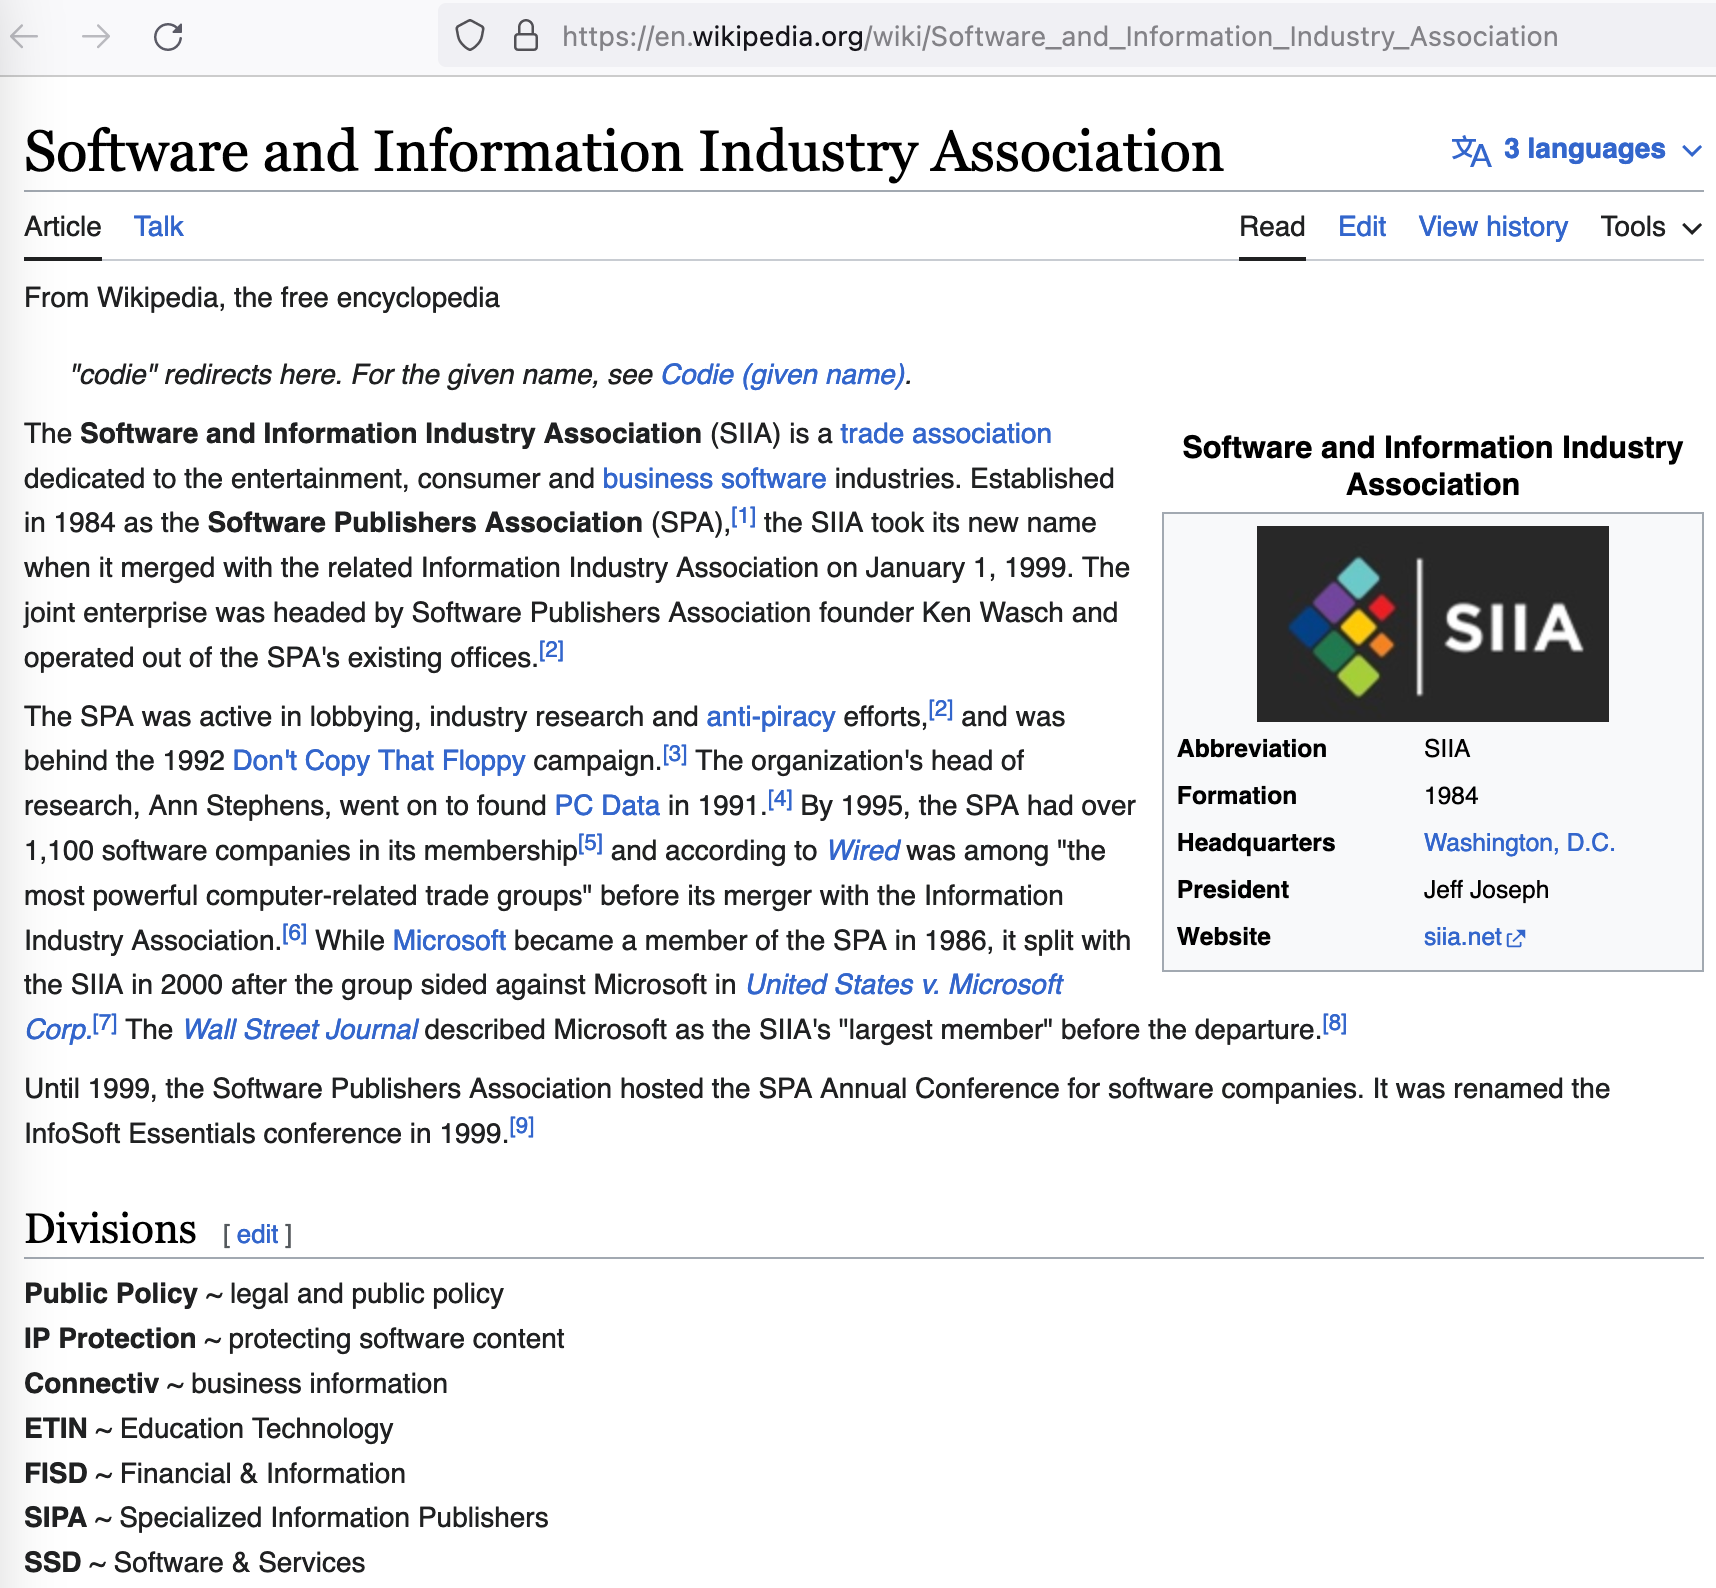 https://en.wikipedia.org/wiki/Software_and_Information_Industry_Association
Software and Information Industry Association
3 languages
Article Talk
Read Edit View history Tools
From Wikipedia, the free encyclopedia
"codie" redirects here. For the given name, see Codie (given name).
The Software and Information Industry Association (SIIA) is a trade association
dedicated to the entertainment, consumer and business software industries. Established
in 1984 as the Software Publishers Association (SPA),[1] the SIIA took its new name
when it merged with the related Information Industry Association on January 1, 1999. The
joint enterprise was headed by Software Publishers Association founder Ken Wasch and
operated out of the SPA's existing offices.[2]
The SPA was active in lobbying, industry research and anti-piracy efforts,[2] and was
behind the 1992 Don't Copy That Floppy campaign.[3] The organization's head of
research, Ann Stephens, went on to found PC Data in 1991.[4] By 1995, the SPA had over
1,100 software companies in its membership[5] and according to Wired was among "the
most powerful computer-related trade groups" before its merger with the Information
Industry Association.[6] While Microsoft became a member of the SPA in 1986, it split with
the SIIA in 2000 after the group sided against Microsoft in United States v. Microsoft
Corp.[7] The Wall Street Journal described Microsoft as the SIIA's "largest member" before the departure.[8]
Until 1999, the Software Publishers Association hosted the SPA Annual Conference for software companies. It was renamed the
InfoSoft Essentials conference in 1999.[9]
Software and Information Industry
Association
SIIA
Abbreviation SIIA
Formation 1984
Headquarters Washington, D.C.
President Jeff Joseph
Website siia.net
Divisions [ edit ]
Public Policy ~ legal and public policy
IP Protection ~ protecting software content
Connectiv ~ business information
ETIN ~ Education Technology
FISD ~ Financial & Information
SIPA ~ Specialized Information Publishers
SSD ~ Software & Services